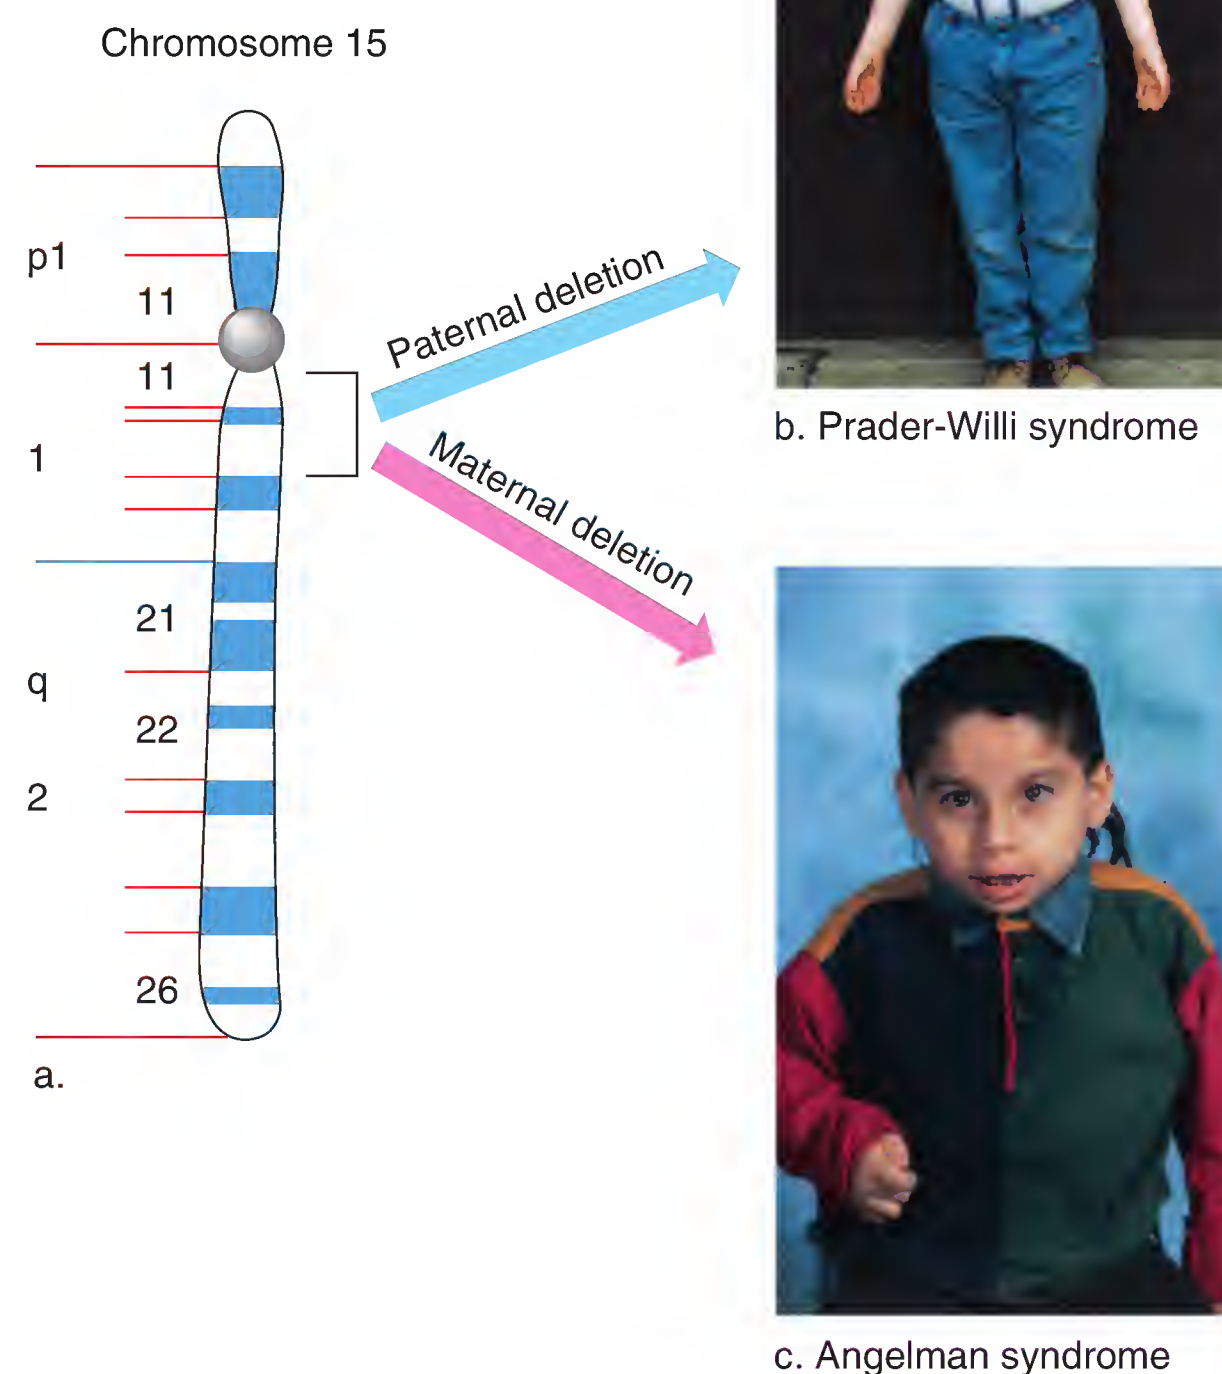 Chromosome 15
p1
11
11
1
21
q
22
2
26
a.
Paternal deletion
Maternal deletion
b. Prader-Willi syndrome
c. Angelman syndrome